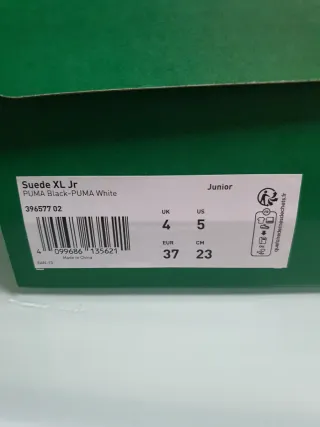 Suede XL Jr
Junior
PUMA Black-PUMA White
396577 02
UK US
4 5
EUR CM
37 23
4 099686 135621
Made in China